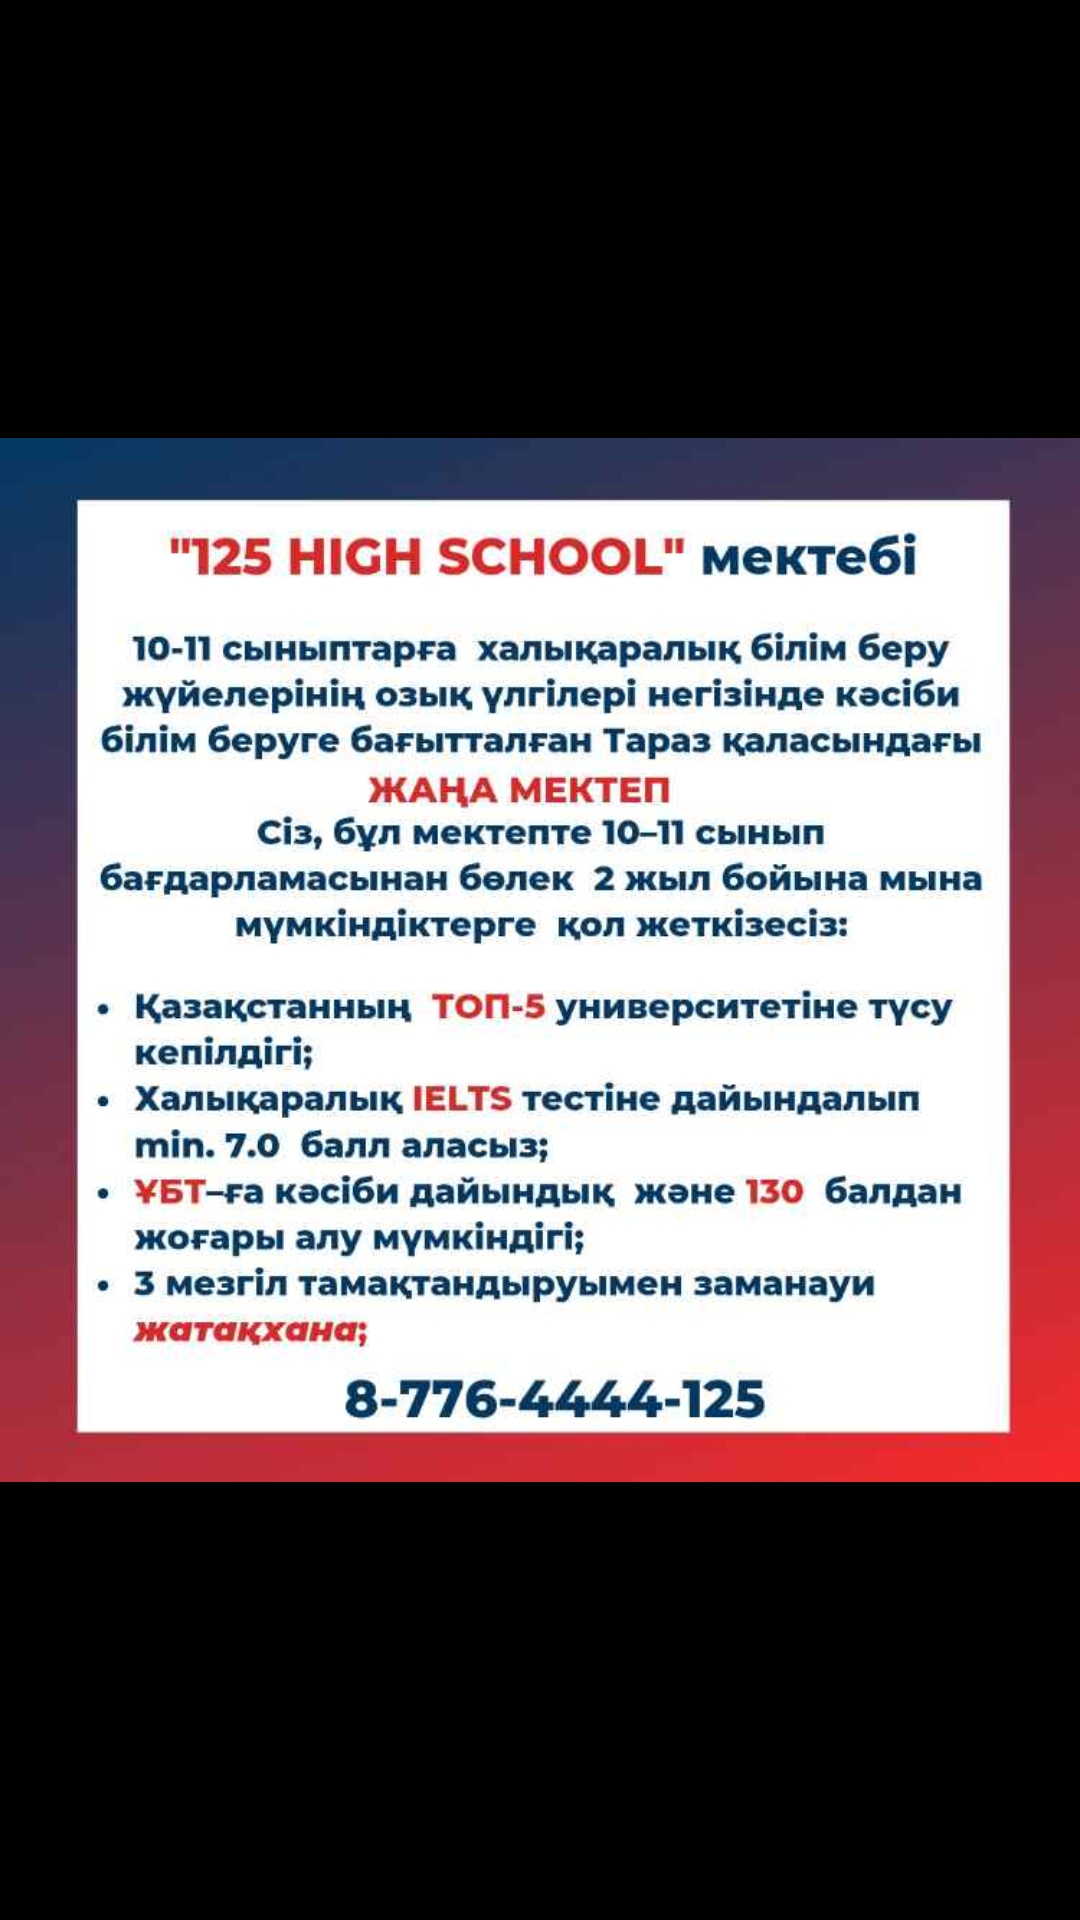 "125 HIGH SCHOOL" мектебі
10-11 сыныптарға халықаралық білім беру
жүйелерінің озық үлгілері негізінде кәсіби
білім беруге бағытталған Тараз қаласындағы
ЖАҢА МЕКТЕП
Сіз, бұл мектепте 10–11 сынып
бағдарламасынан бөлек 2 жыл бойына мына
мүмкіндіктерге қол жеткізесіз:
• Қазақстанның ТОП-5 университетіне түсу
кепілдігі;
• Халықаралық IELTS тестіне дайындалып
min. 7.0 балл аласыз;
• ҰБТ–ға кәсіби дайындық және 130 балдан
жоғары алу мүмкіндігі;
• 3 мезгіл тамақтандыруымен заманауи
жатақхана;
8-776-4444-125